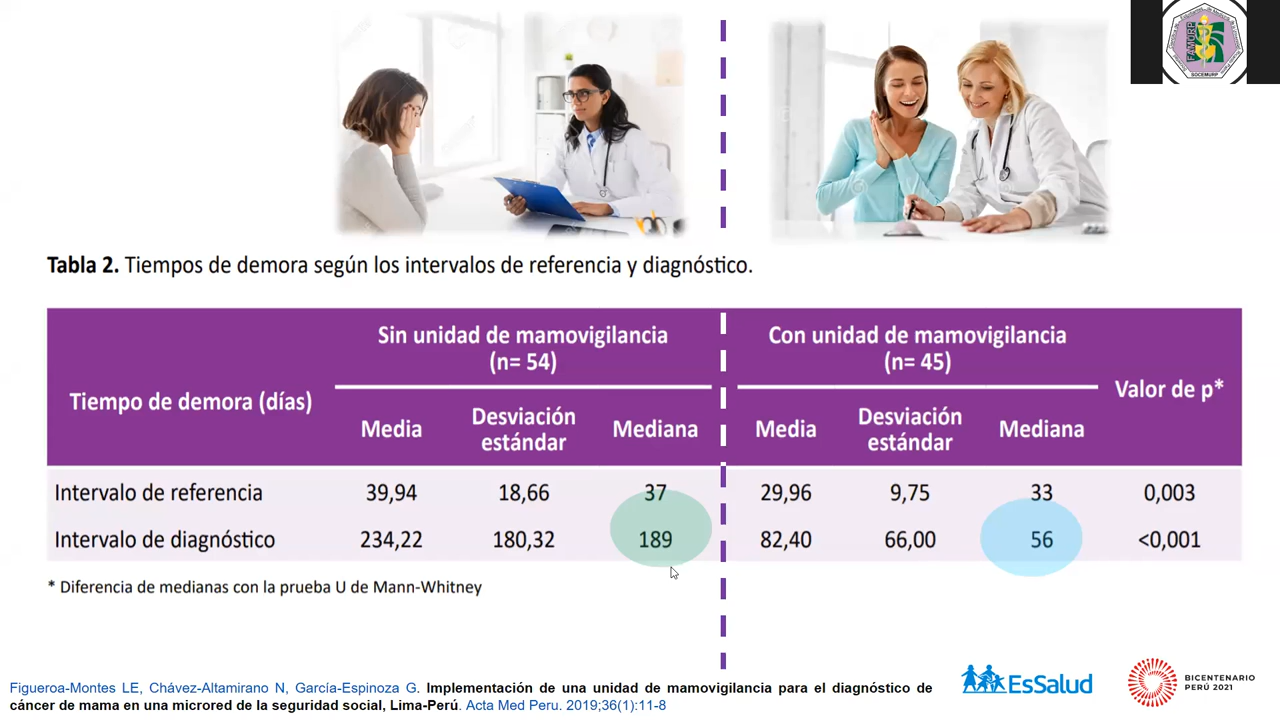 FAMURP
SOCEMURP
Tabla 2. Tiempos de demora según los intervalos de referencia y diagnóstico.
Tiempo de demora (días)
Sin unidad de mamovigilancia
(n= 54)
Con unidad de mamovigilancia
(n= 45)
Valor de p*
Media
Desviación
estándar
Mediana
Media
Desviación
estándar
Mediana
Intervalo de referencia 39,94 18,66 37 29,96 9,75 33 0,003
Intervalo de diagnóstico 234,22 180,32 189 82,40 66,00 56 <0,001
* Diferencia de medianas con la prueba U de Mann-Whitney
Figueroa-Montes LE, Chávez-Altamirano N, García-Espinoza G. Implementación de una unidad de mamovigilancia para el diagnóstico de
cáncer de mama en una microred de la seguridad social, Lima-Perú. Acta Med Peru. 2019;36(1):11-8
EsSalud
BICENTENARIO
PERÚ 2021